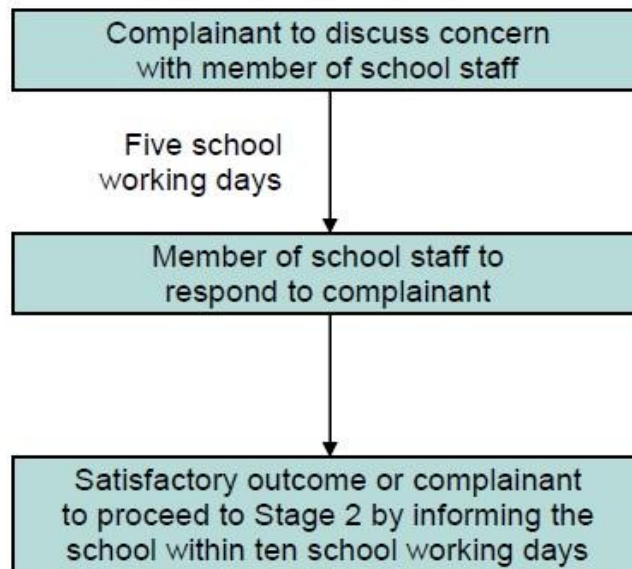 Complainant to discuss concern
with member of school staff
Five school
working days
Member of school staff to
respond to complainant
Satisfactory outcome or complainant
to proceed to Stage 2 by informing the
school within ten school working days